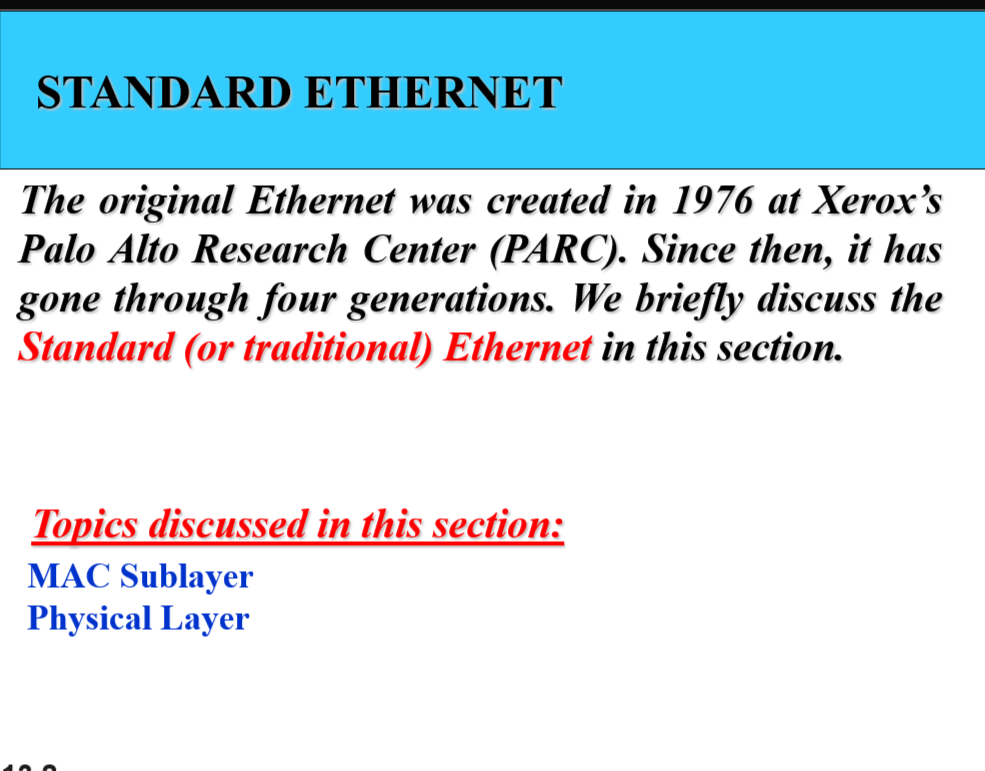 STANDARD ETHERNET
The original Ethernet was created in 1976 at Xerox’s
Palo Alto Research Center (PARC). Since then, it has
gone through four generations. We briefly discuss the
Standard (or traditional) Ethernet in this section.
Topics discussed in this section:
MAC Sublayer
Physical Layer